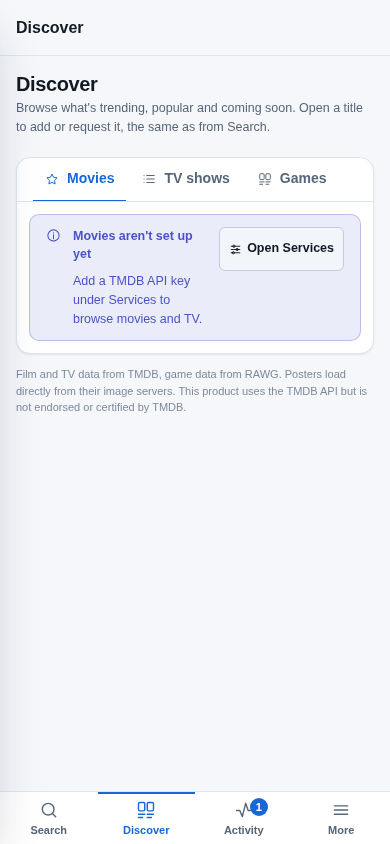 Discover
Discover
Browse what's trending, popular and coming soon. Open a title
to add or request it, the same as from Search.
Movies
TV shows
Games
Movies aren't set up
yet
Add a TMDB API key
under Services to
browse movies and TV.
Open Services
Film and TV data from TMDB, game data from RAWG. Posters load
directly from their image servers. This product uses the TMDB API but is
not endorsed or certified by TMDB.
1
Search
Discover
Activity
More